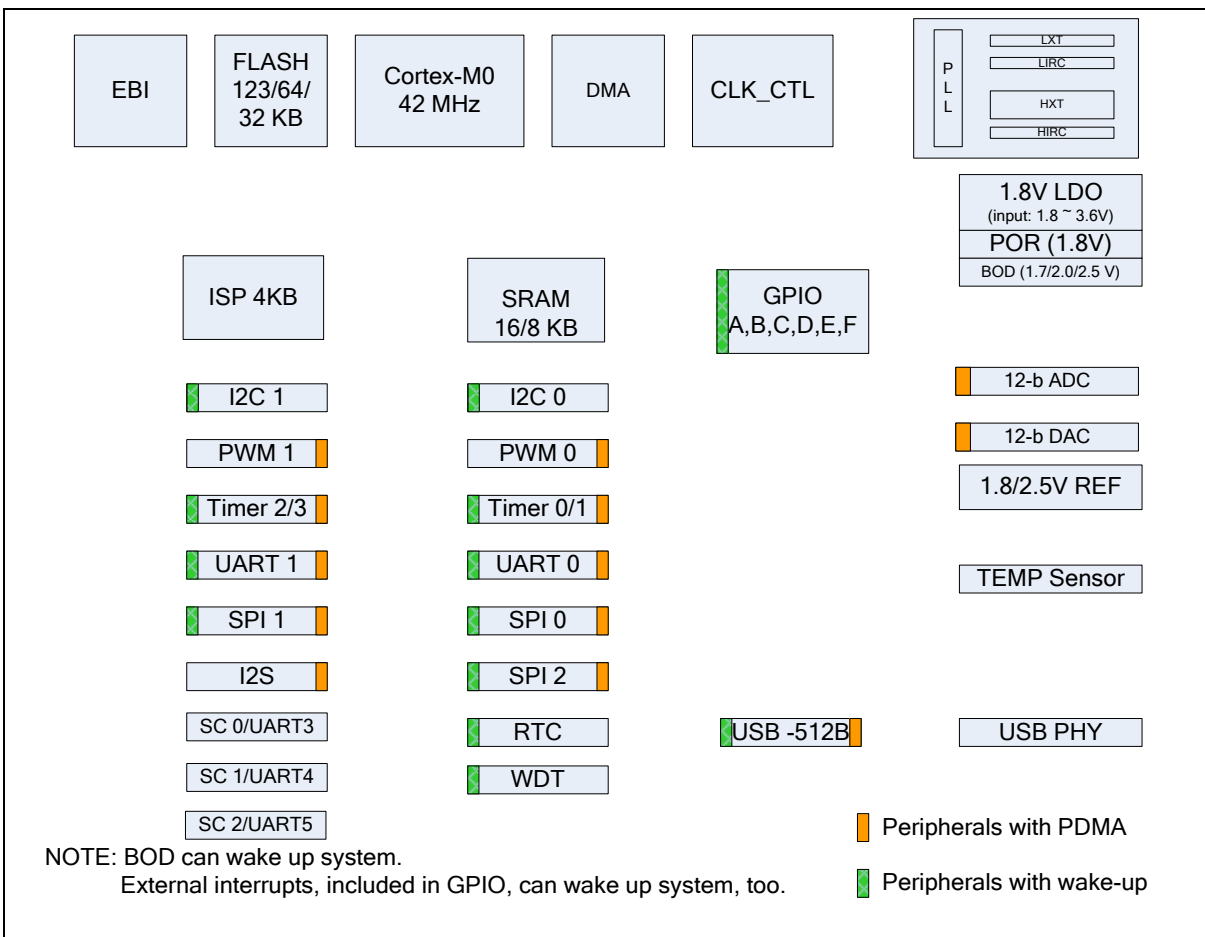 EBI
FLASH
123/64/
32 KB
Cortex-M0
42 MHz
DMA
CLK_CTL
P
L
L
LXT
LIRC
HXT
HIRC
1.8V LDO
(input: 1.8 ~ 3.6V)
POR (1.8V)
BOD (1.7/2.0/2.5 V)
ISP 4KB
SRAM
16/8 KB
GPIO
A,B,C,D,E,F
I2C 1
I2C 0
12-b ADC
PWM 1
PWM 0
12-b DAC
1.8/2.5V REF
Timer 2/3
Timer 0/1
UART 1
UART 0
TEMP Sensor
SPI 1
SPI 0
I2S
SPI 2
SC 0/UART3
RTC
USB -512B
USB PHY
SC 1/UART4
WDT
SC 2/UART5
Peripherals with PDMA
NOTE: BOD can wake up system.
External interrupts, included in GPIO, can wake up system, too.
Peripherals with wake-up